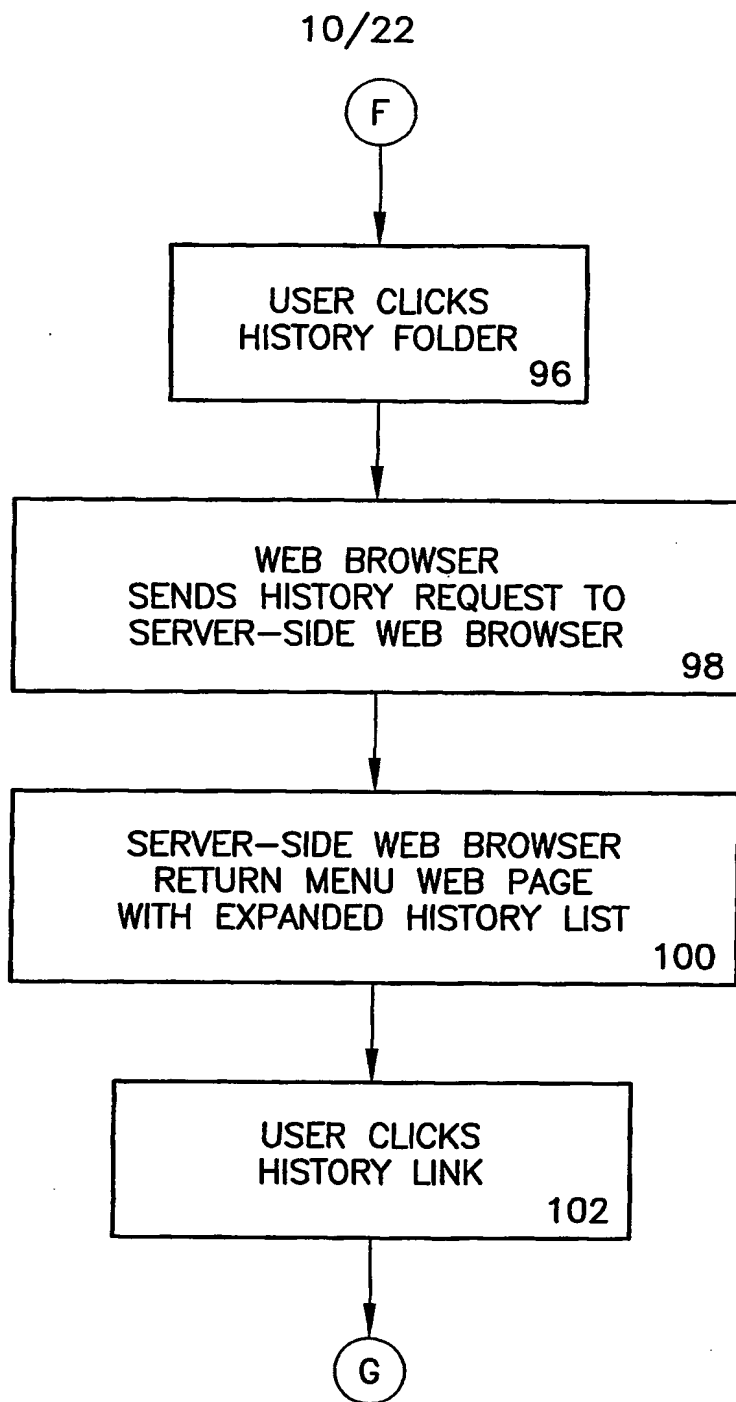 10/22
F
USER CLICKS
HISTORY FOLDER
96
WEB BROWSER
SENDS HISTORY REQUEST TO
SERVER-SIDE WEB BROWSER
98
SERVER-SIDE WEB BROWSER
RETURN MENU WEB PAGE
WITH EXPANDED HISTORY LIST
100
USER CLICKS
HISTORY LINK
102
G